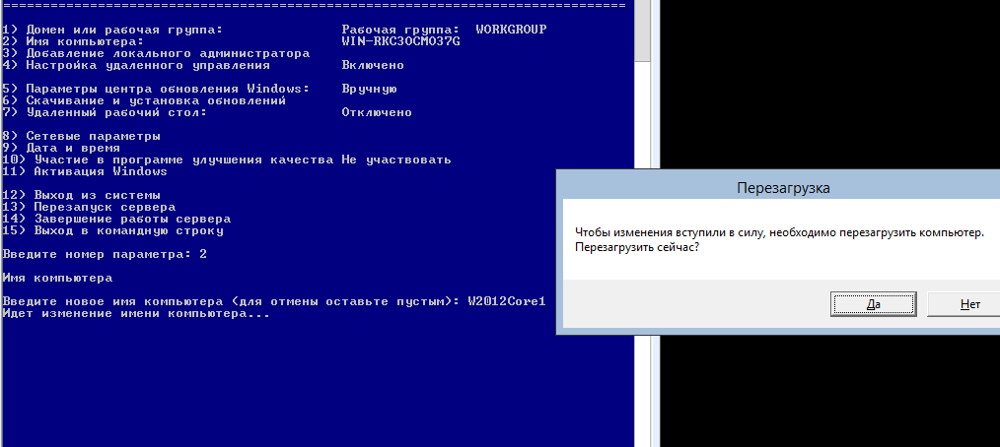 ===============================================================================
1) Домен или рабочая группа: Рабочая группа: WORKGROUP
2) Имя компьютера: WIN-RKC3OCMO37G
3) Добавление локального администратора
4) Настройка удаленного управления Включено
5) Параметры центра обновления Windows: Вручную
6) Скачивание и установка обновлений
7) Удаленный рабочий стол: Отключено
8) Сетевые параметры
9) Дата и время
10) Участие в программе улучшения качества Не участвовать
11) Активация Windows
12) Выход из системы
13) Перезапуск сервера
14) Завершение работы сервера
15) Выход в командную строку
Введите номер параметра: 2
Имя компьютера
Введите новое имя компьютера (для отмены оставьте пустым): W2012Core1
Идет изменение имени компьютера...
Перезагрузка
Чтобы изменения вступили в силу, необходимо перезагрузить компьютер.
Перезагрузить сейчас?
Да
Нет